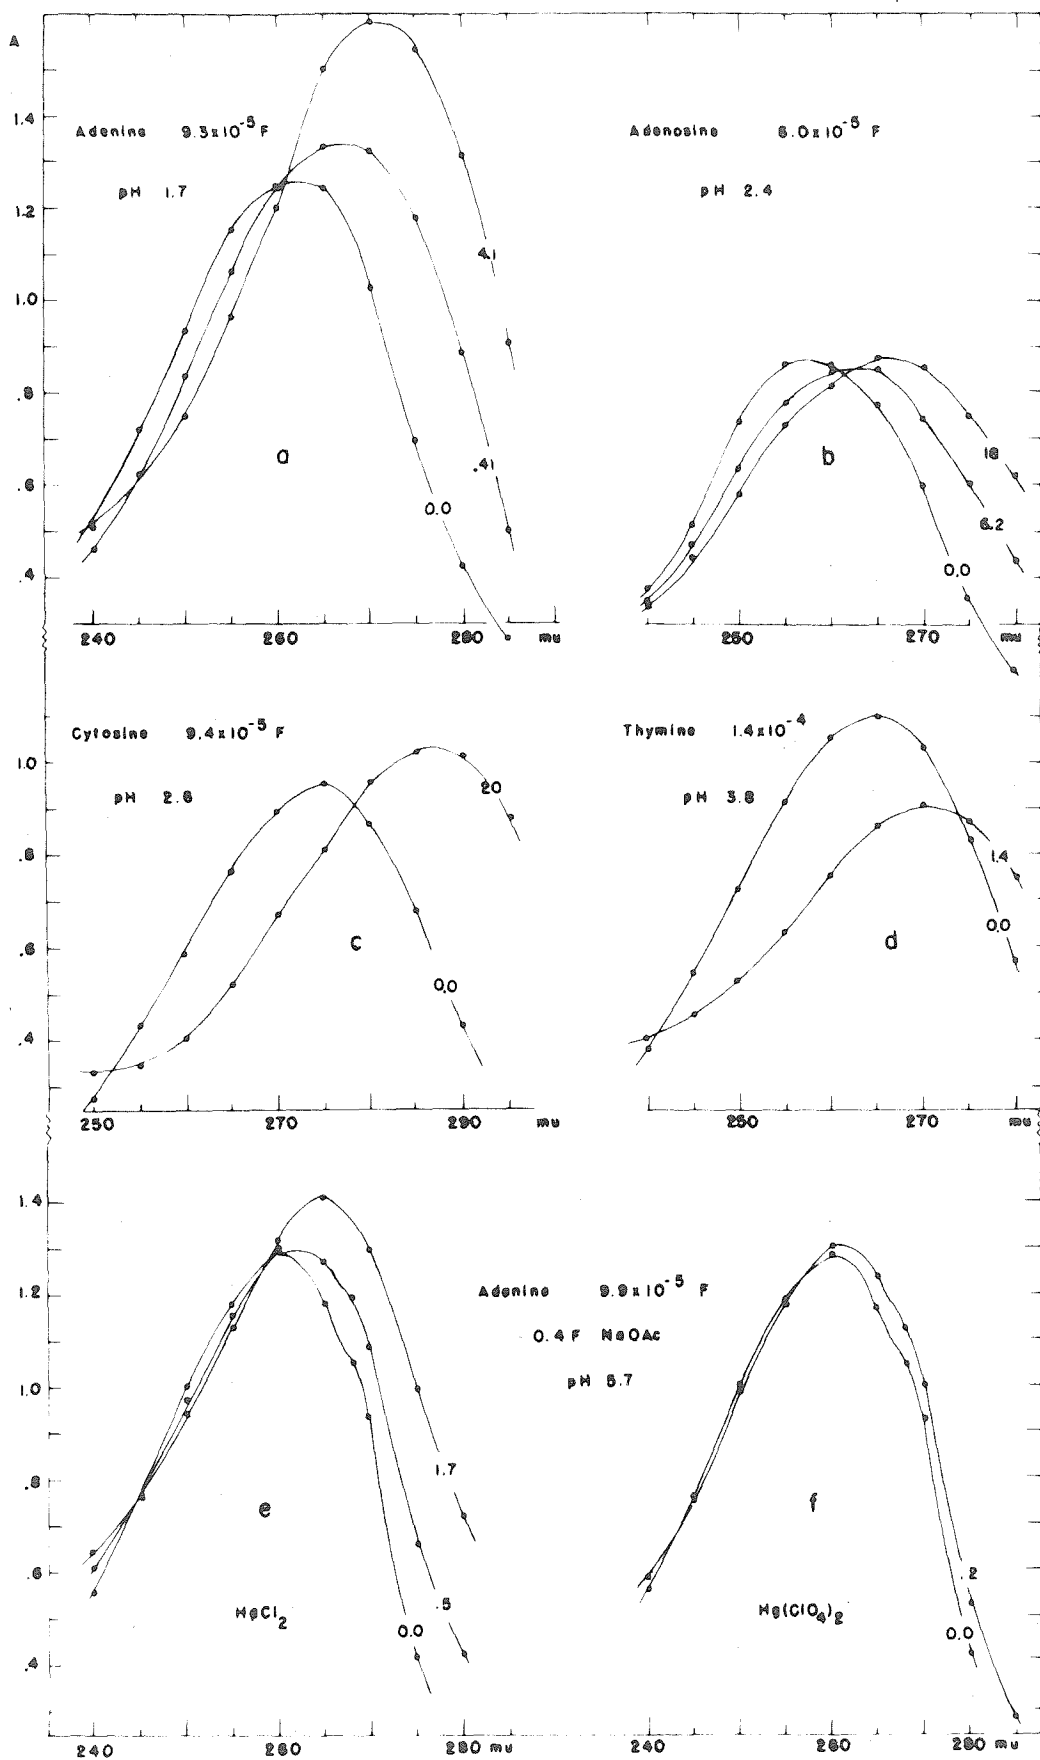 A
1.4
1.2
1.0
.8
.6
.4
Adenine 9.3x10-5 F
pH 1.7
4.1
.41
0.0
a
240 260 280 mu
Adenosine 6.0x10-5 F
pH 2.4
18
6.2
0.0
b
250 270
Cytosine 9.4x10-5 F
pH 2.6
1.0
.8
.6
.4
20
0.0
c
250 270 290 mu
Thymine 1.4x10-4
pH 3.8
1.4
0.0
d
250 270 mu
1.4
1.2
1.0
.8
.6
.4
Adenine 9.9x10-5 F
0.4 F NaOAc
pH 5.7
1.7
.5
0.0
e
HgCl2
240 260 280 mu
.2
0.0
f
Hg(ClO4)2
240 260 280 mu